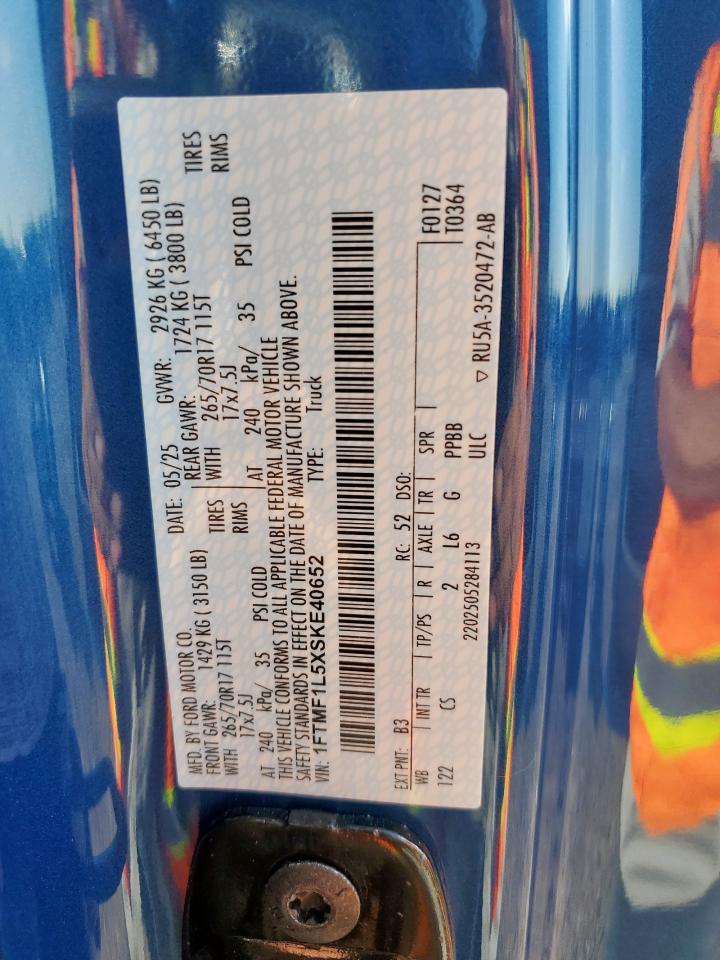 MFD. BY FORD MOTOR CO.
DATE: 05/25 GVWR: 2926 KG ( 6450 LB)
FRONT GAWR: 1429 KG ( 3150 LB) REAR GAWR: 1724 KG ( 3800 LB)
WITH 265/70R17 115T TIRES WITH 265/70R17 115T TIRES
17x7.5J RIMS 17x7.5J RIMS
AT 240 kPa/ 35 PSI COLD AT 240 kPa/ 35 PSI COLD
THIS VEHICLE CONFORMS TO ALL APPLICABLE FEDERAL MOTOR VEHICLE
SAFETY STANDARDS IN EFFECT ON THE DATE OF MANUFACTURE SHOWN ABOVE.
VIN: 1FTMF1L5XSKE40652 TYPE: Truck
EXT PNT: B3 RC: 52 DSO:
WB INT TR TP/PS R AXLE TR SPR F0127
122 CS 2 L6 G PPBB T0364
2202505284113 ULC ▽ RU5A-3520472-AB